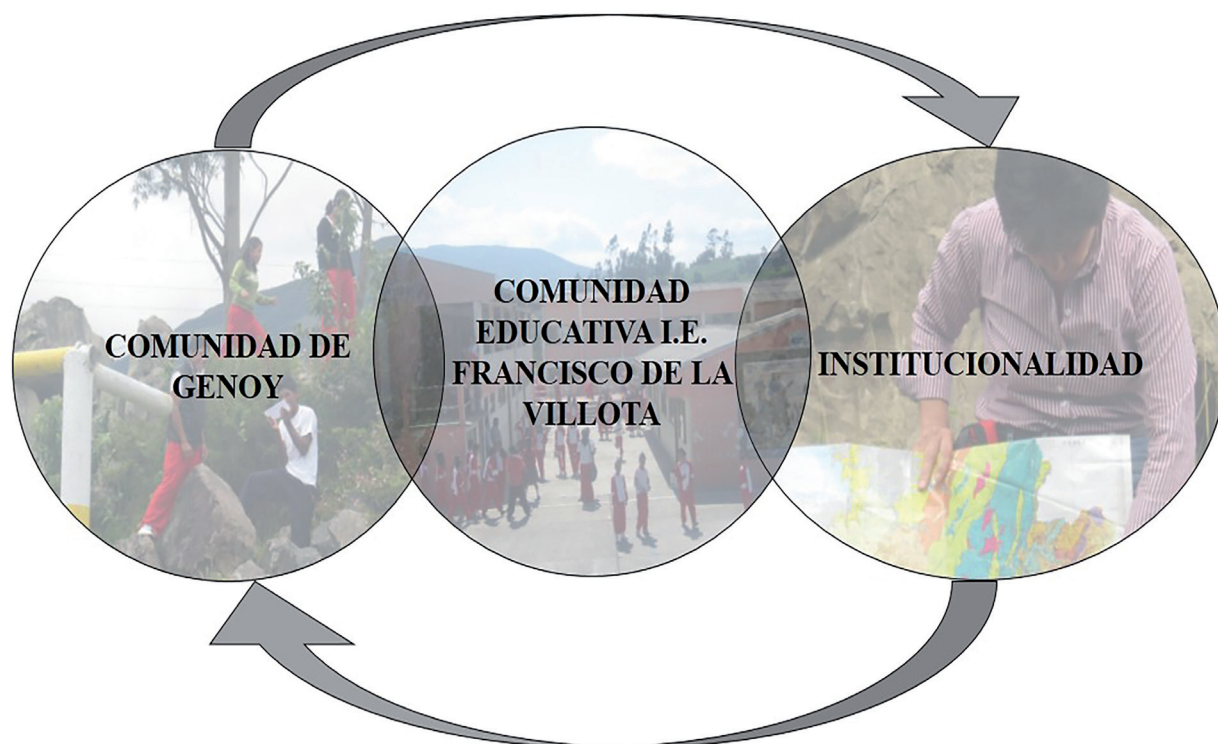 COMUNIDAD DE
GENOY
COMUNIDAD
EDUCATIVA I.E.
FRANCISCO DE LA
VILLOTA
INSTITUCIONALIDAD